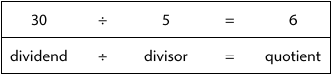 30 ÷ 5 = 6
dividend ÷ divisor = quotient